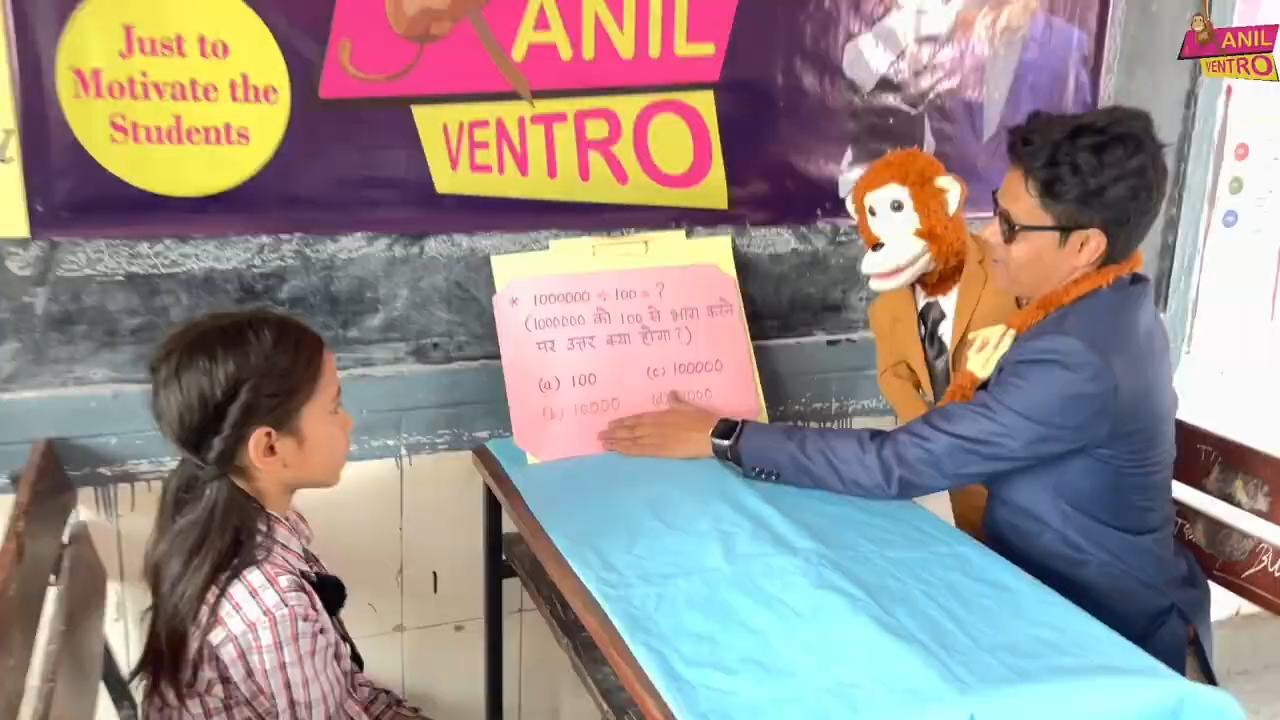 Just to
Motivate the
Students
ANIL
VENTRO
ANIL
VENTRO
* 1000000 ÷ 100 = ?
(1000000 को 100 से भाग करने
पर उत्तर क्या होगा?)
(a) 100 (c) 100000
(b) 10000 (d) 1000